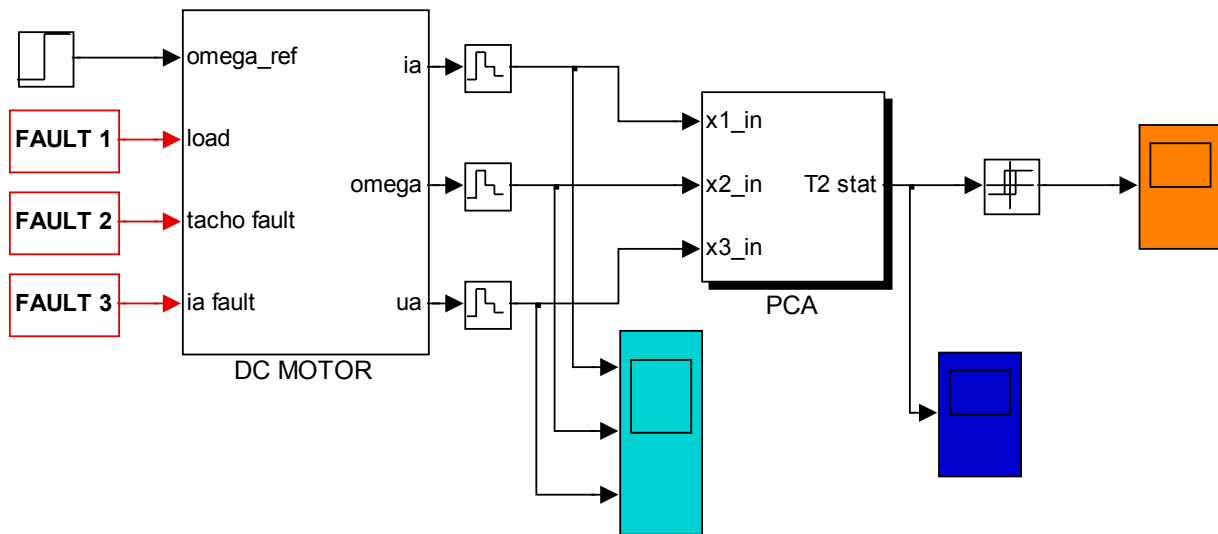 omega_ref
FAULT 1
load
FAULT 2
tacho fault
FAULT 3
ia fault
ia
omega
ua
DC MOTOR
x1_in
x2_in
x3_in
T2 stat
PCA